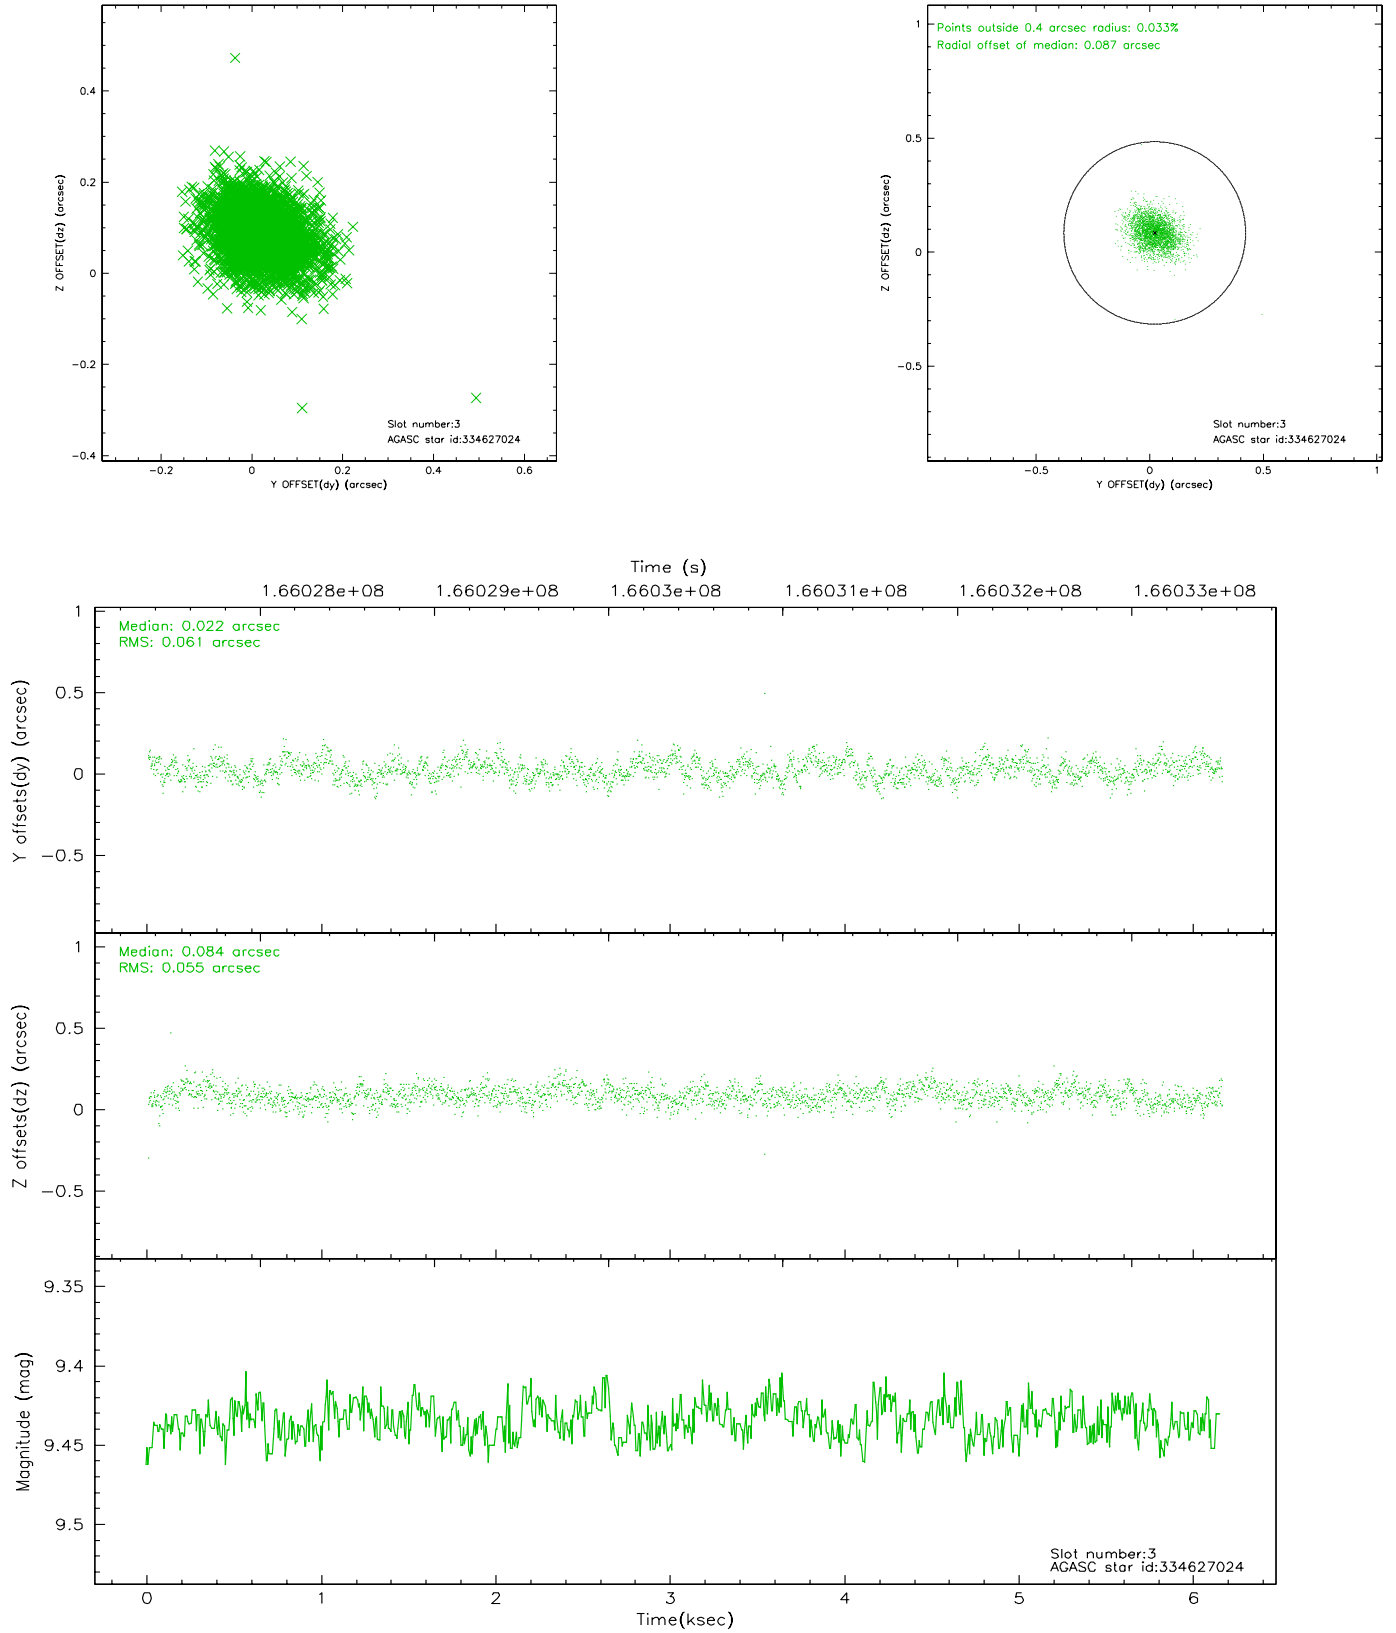 0.4
0.2
0
−0.2
−0.4
Z OFFSET(dz) (arcsec)
Slot number:3
AGASC star id:334627024
−0.2 0 0.2 0.4 0.6
Y OFFSET(dy) (arcsec)
Points outside 0.4 arcsec radius: 0.033%
Radial offset of median: 0.087 arcsec
1
0.5
0
−0.5
Z OFFSET(dz) (arcsec)
Slot number:3
AGASC star id:334627024
−0.5 0 0.5 1
Y OFFSET(dy) (arcsec)
Time (s)
1.66028e+08 1.66029e+08 1.6603e+08 1.66031e+08 1.66032e+08 1.66033e+08
Median: 0.022 arcsec
RMS: 0.061 arcsec
1
0.5
0
−0.5
Y offsets(dy) (arcsec)
Median: 0.084 arcsec
RMS: 0.055 arcsec
1
0.5
0
−0.5
Z offsets(dz) (arcsec)
9.35
9.4
9.45
9.5
Magnitude (mag)
Slot number:3
AGASC star id:334627024
0 1 2 3 4 5 6
Time(ksec)